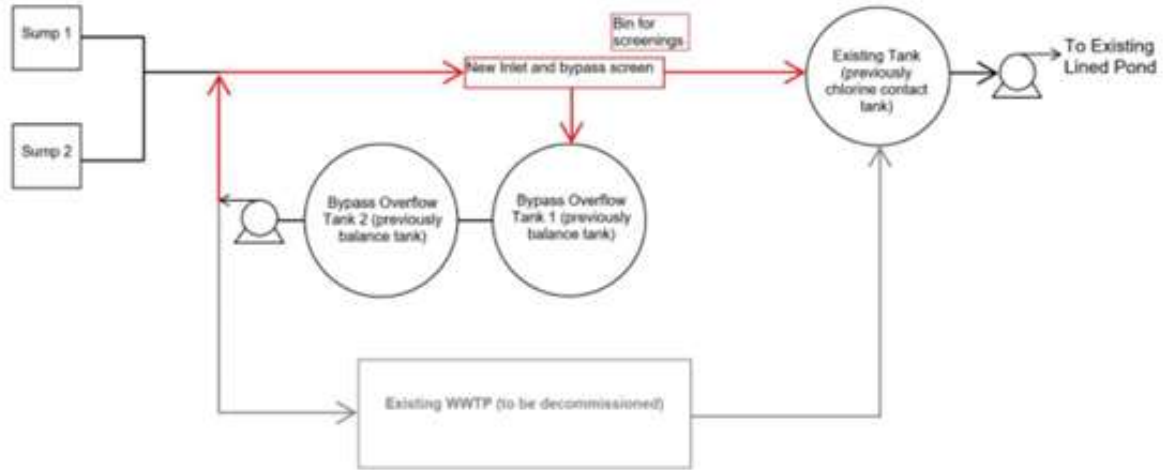 Sump 1
Bin for
screenings
New Inlet and bypass screen
Existing Tank
(previously
chlorine contact
tank)
To Existing
Lined Pond
Sump 2
Bypass Overflow
Tank 2 (previously
balance tank)
Bypass Overflow
Tank 1 (previously
balance tank)
Existing WWTP (to be decommissioned)